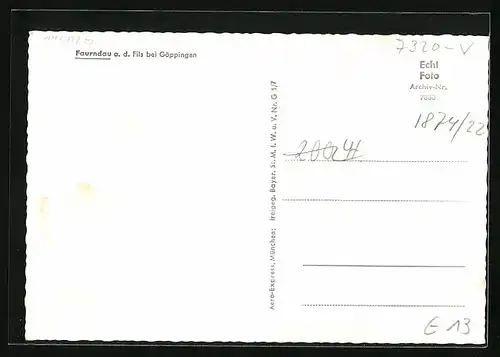 Faurndau a. d. Fils bei Göppingen
7320-V
Echt
Foto
Archiv-Nr.
1874/22
20024
Aero-Express, München; freigeg. Bayer. St. M. f. W. u. V. Nr. G 1/7
E 13